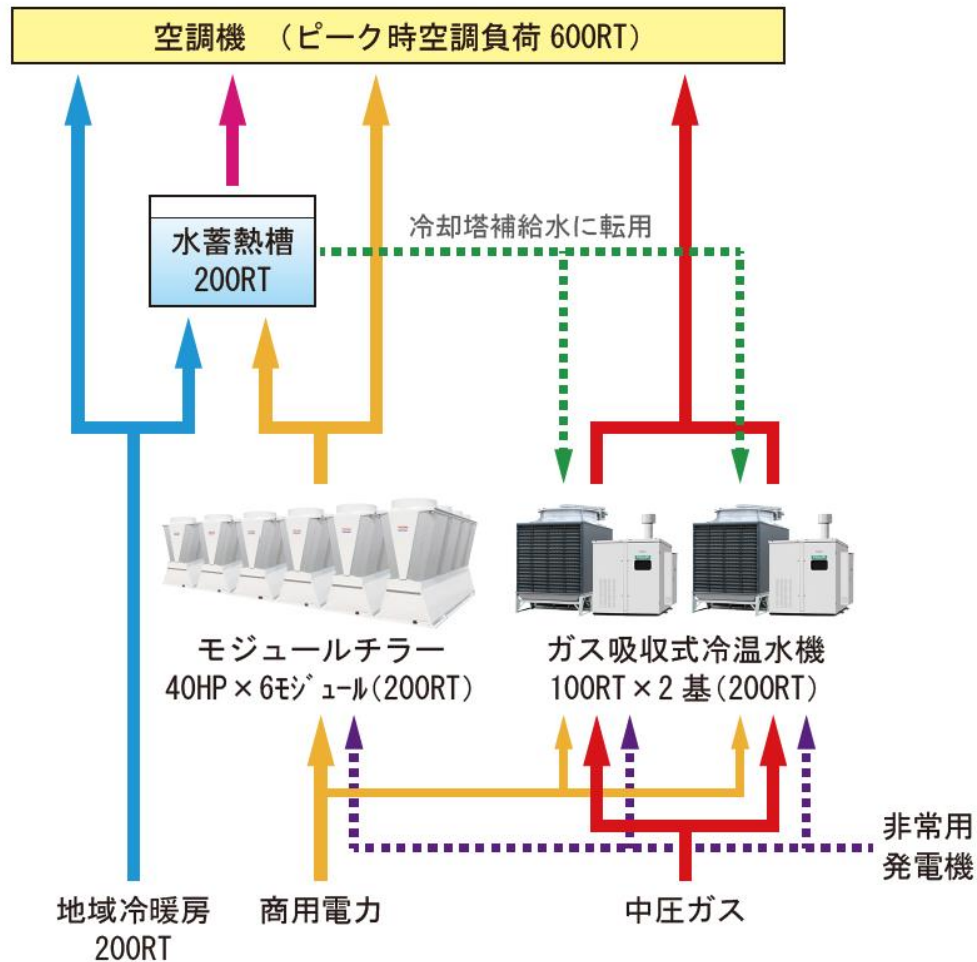 空調機 （ピーク時空調負荷 600RT）
水蓄熱槽
200RT
冷却塔補給水に転用
モジュールチラー
40HP×6ﾓｼﾞｭｰﾙ(200RT)
ガス吸収式冷温水機
100RT×2 基(200RT)
非常用
発電機
地域冷暖房
200RT
商用電力
中圧ガス